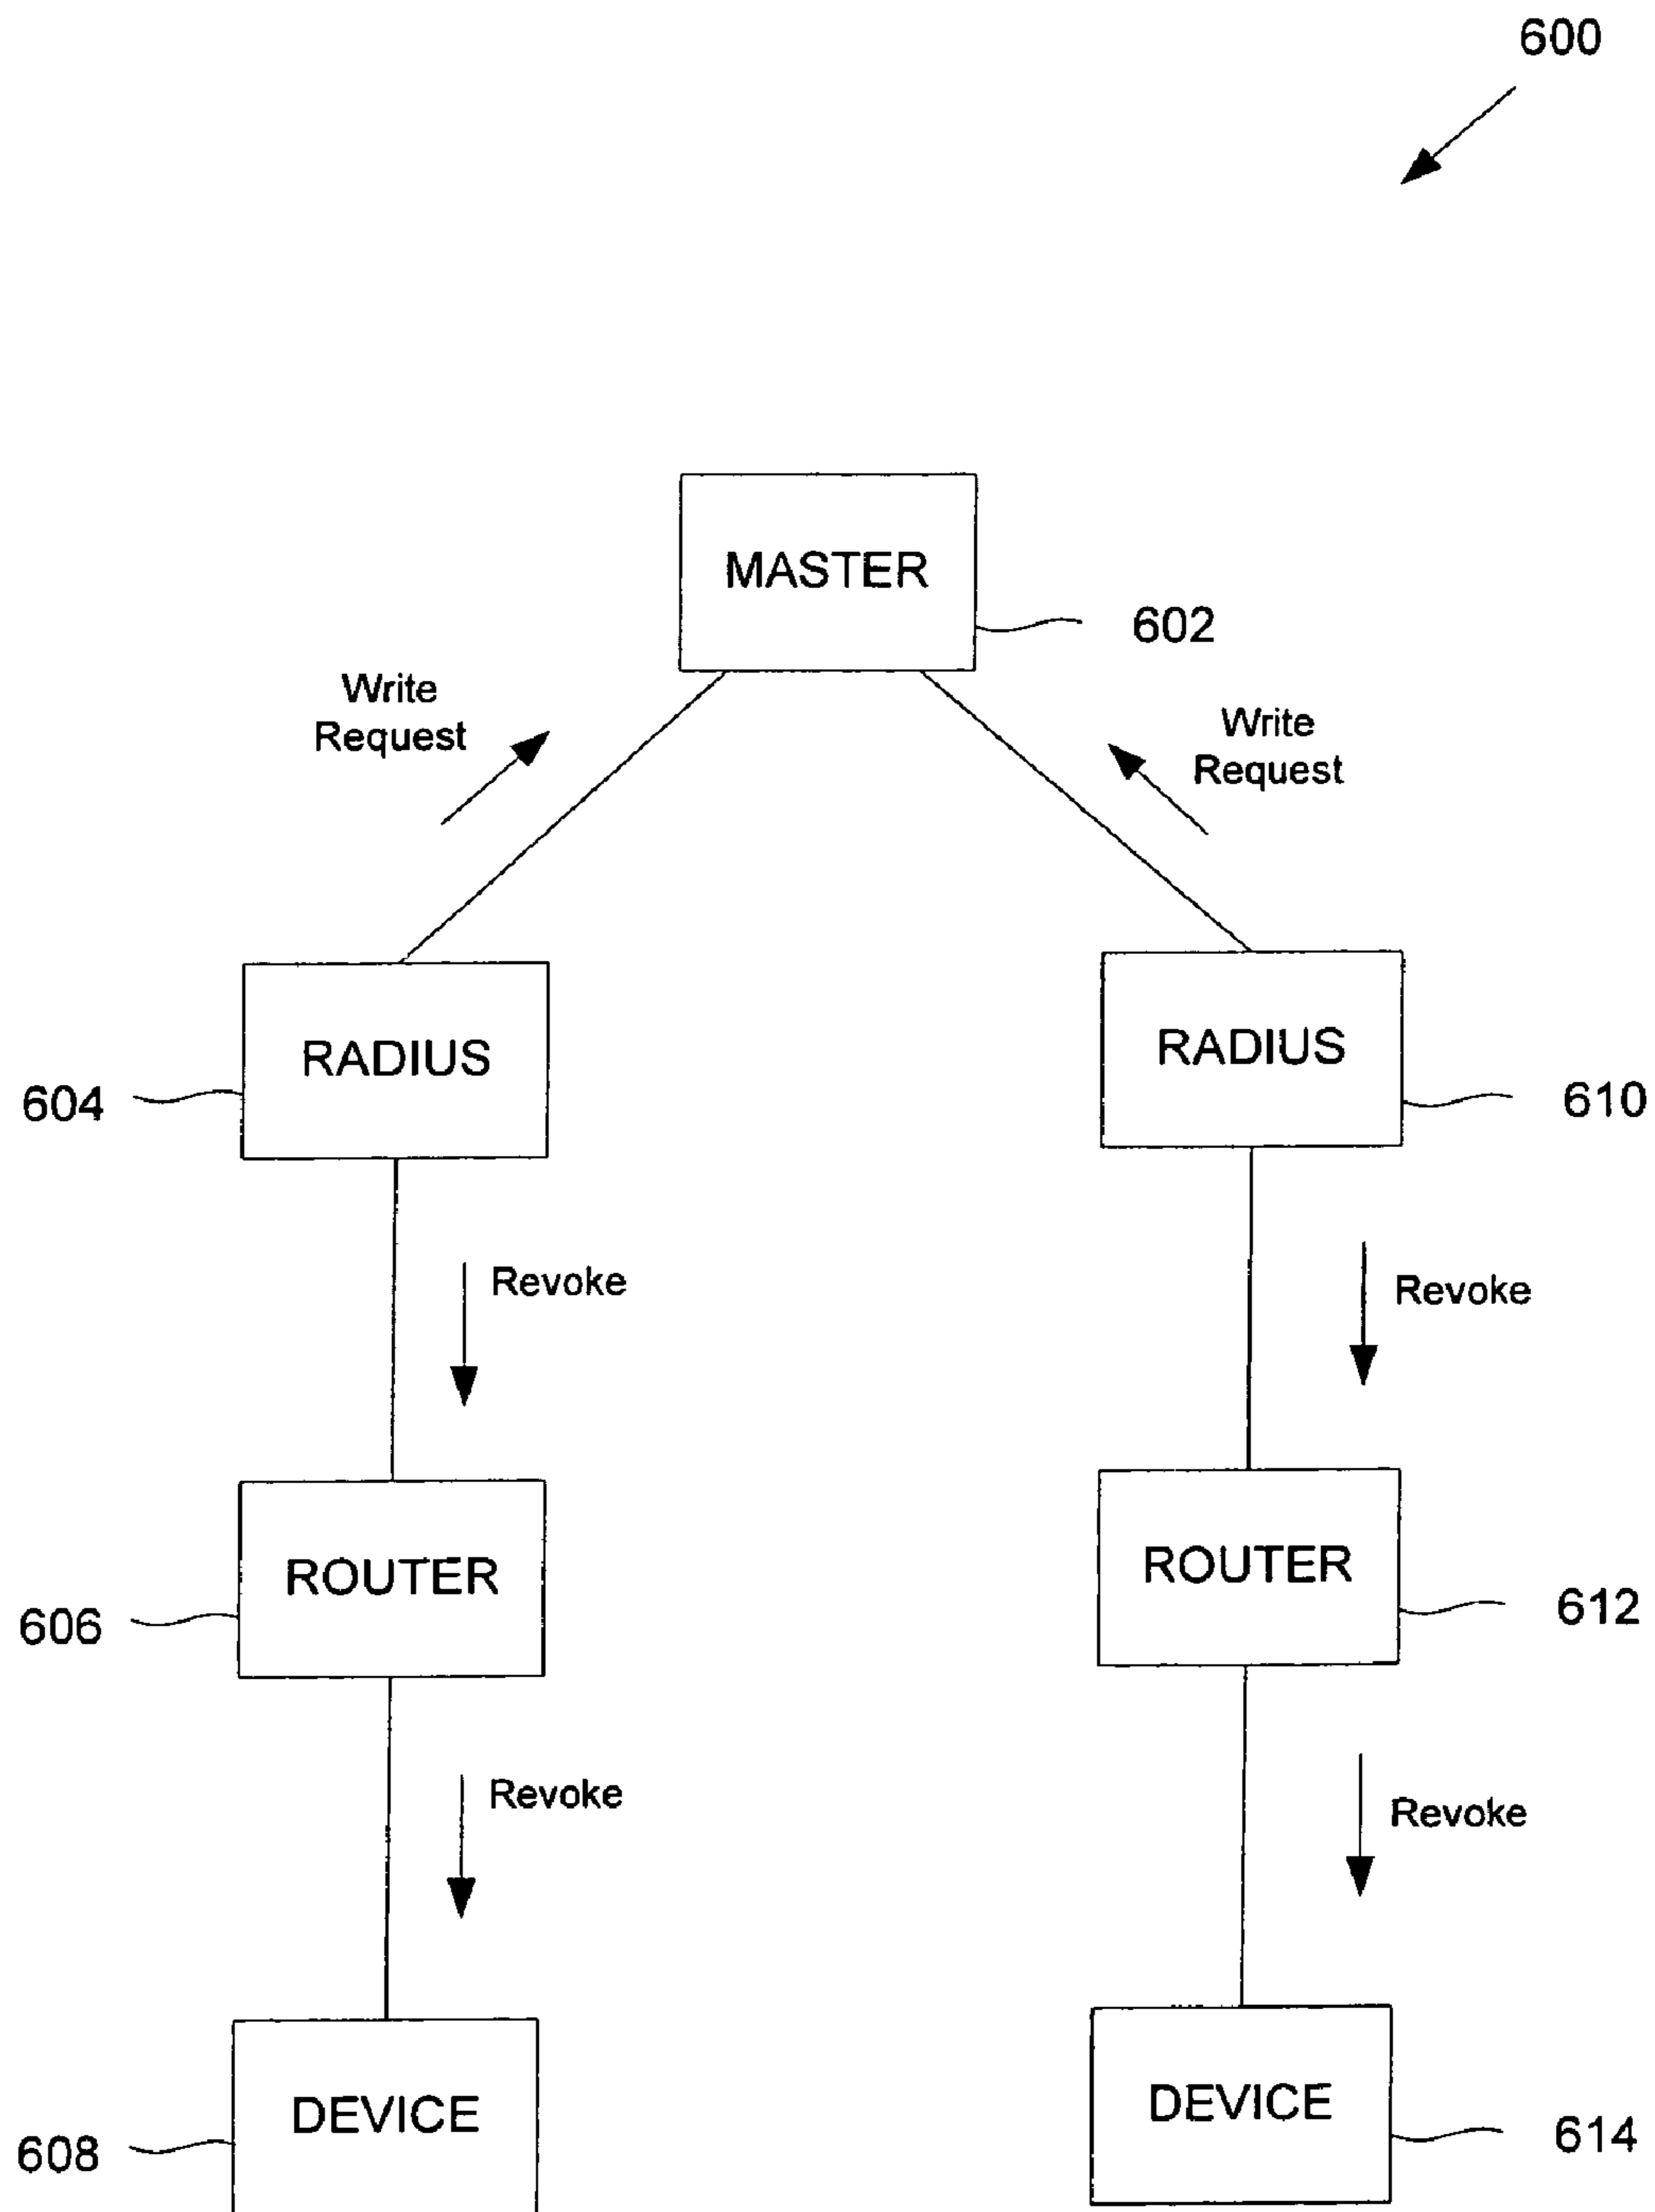 600
MASTER
602
Write
Request
Write
Request
RADIUS
RADIUS
604
610
Revoke
Revoke
ROUTER
ROUTER
606
612
Revoke
Revoke
DEVICE
DEVICE
608
614